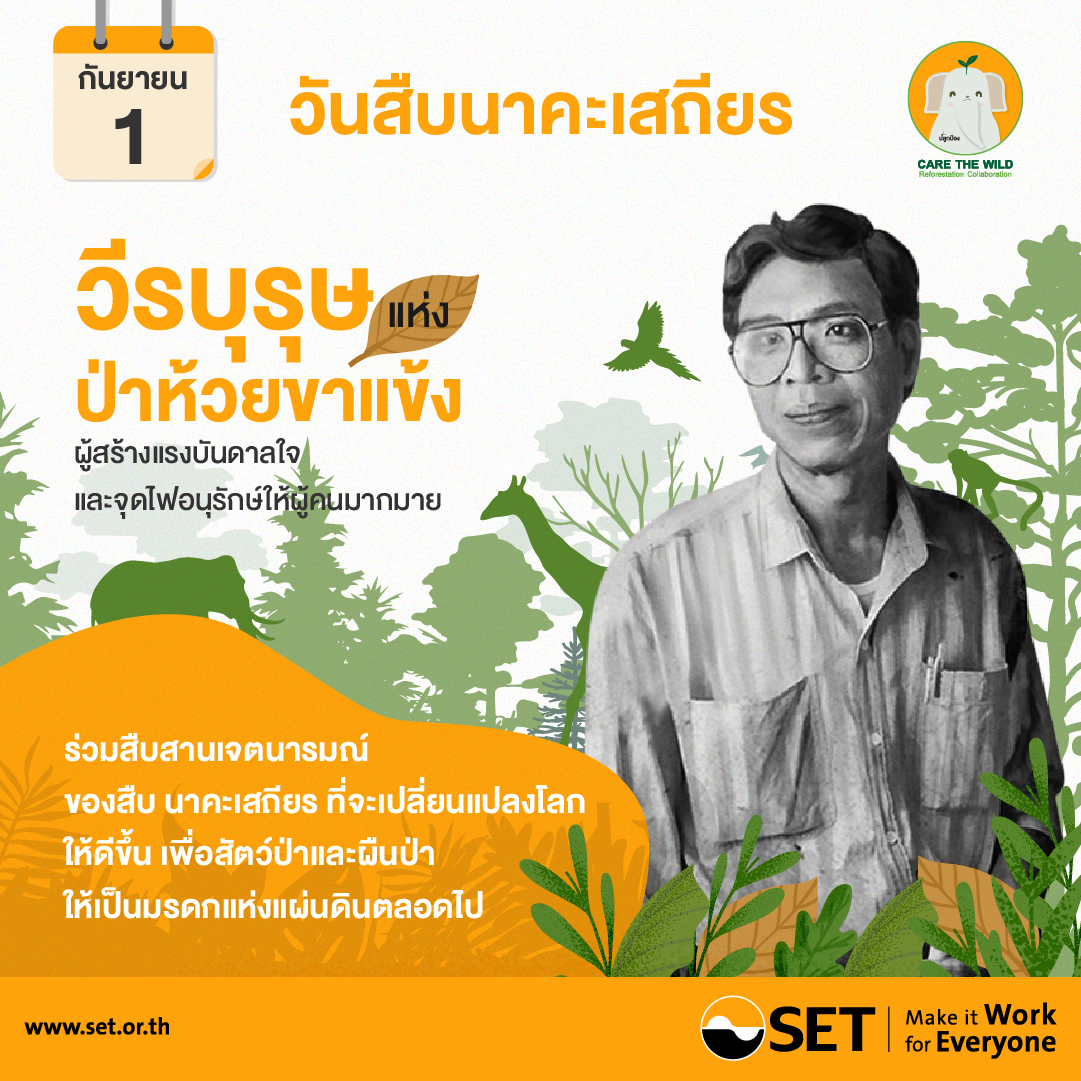 กันยายน
1
วันสืบนาคะเสถียร
ปลูกป้อง
CARE THE WILD
Reforestation Collaboration
วีรบุรุษ
แห่ง
ป่าห้วยขาแข้ง
ผู้สร้างแรงบันดาลใจ
และจุดไฟอนุรักษ์ให้ผู้คนมากมาย
ร่วมสืบสานเจตนารมณ์
ของสืบ นาคะเสถียร ที่จะเปลี่ยนแปลงโลก
ให้ดีขึ้น เพื่อสัตว์ป่าและผืนป่า
ให้เป็นมรดกแห่งแผ่นดินตลอดไป
www.set.or.th
SET
Make it Work
for Everyone